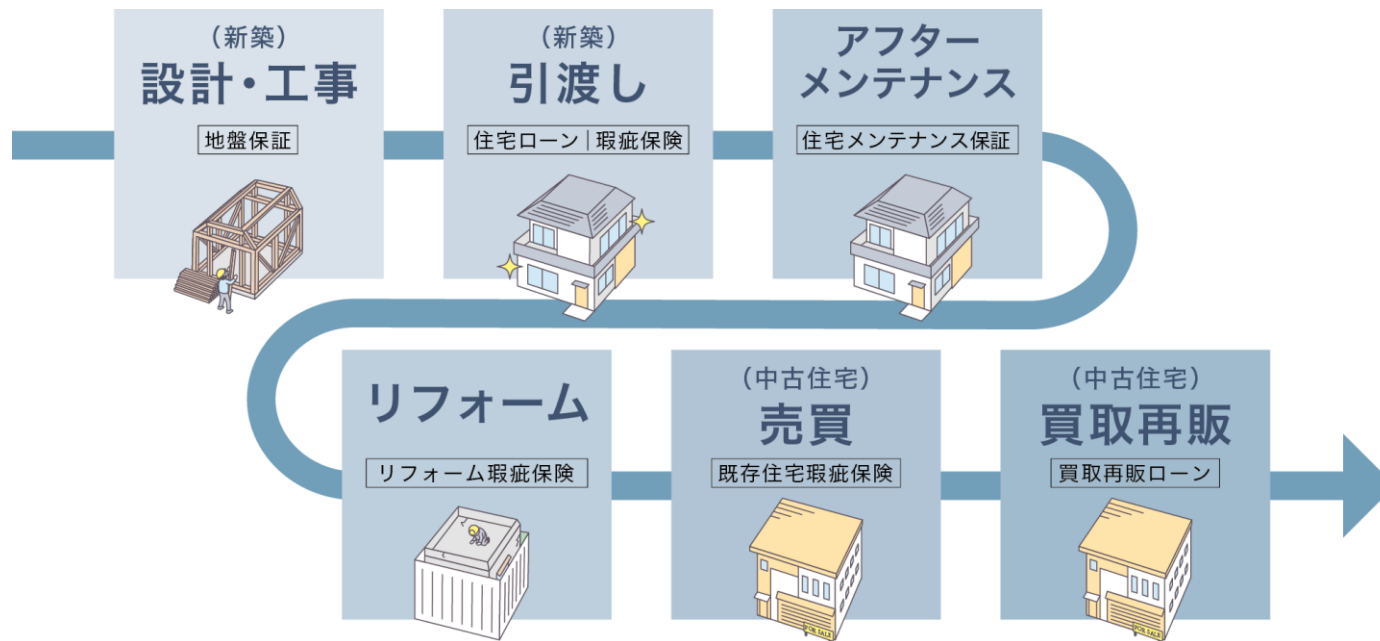 （新築）
設計・工事
地盤保証
（新築）
引渡し
住宅ローン｜瑕疵保険
アフター
メンテナンス
住宅メンテナンス保証
リフォーム
リフォーム瑕疵保険
（中古住宅）
売買
既存住宅瑕疵保険
FOR SALE
（中古住宅）
買取再販
買取再販ローン
FOR SALE